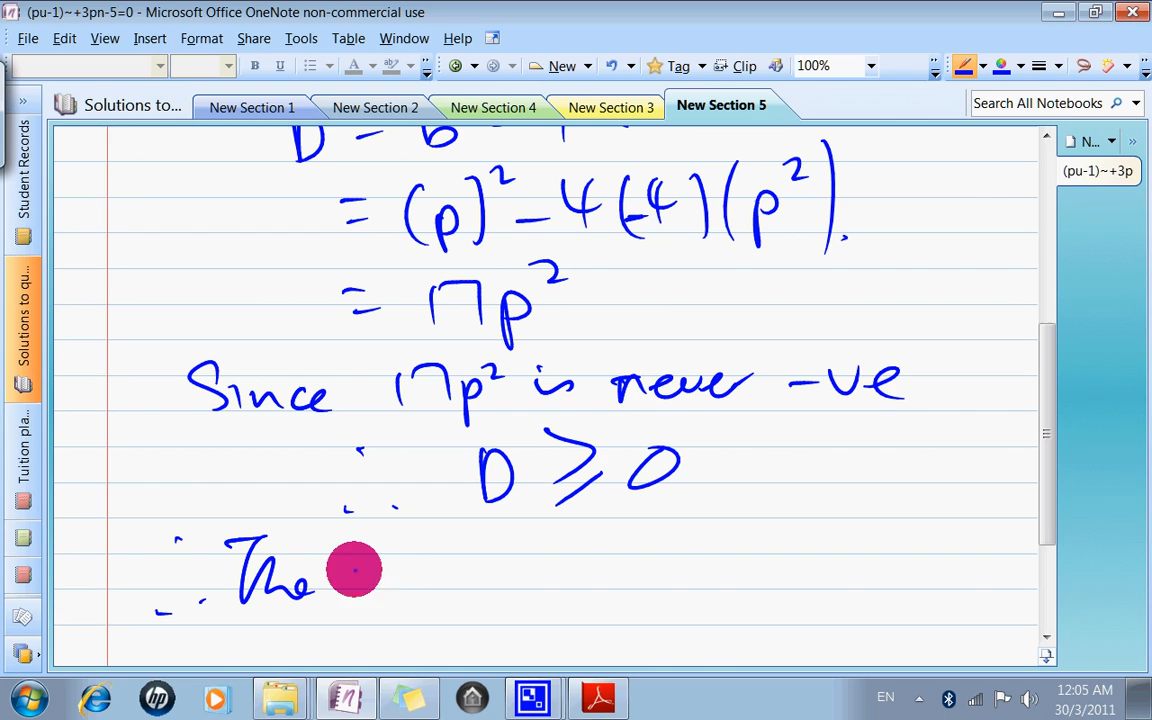 (pu-1)~+3pn-5=0 - Microsoft Office OneNote non-commercial use
File Edit View Insert Format Share Tools Table Window Help
B U A ab New Tag Clip 100%
Solutions to... New Section 1 New Section 2 New Section 4 New Section 3 New Section 5 Search All Notebooks
N...
(pu-1)~+3p
Student Records
Solutions to qu...
Tuition pla...
D = b
= (p)² - 4(-4)(p²).
= 17p²
Since 17p² is never -ve
∴ D ⩾ 0
∴ The
EN 12:05 AM
30/3/2011